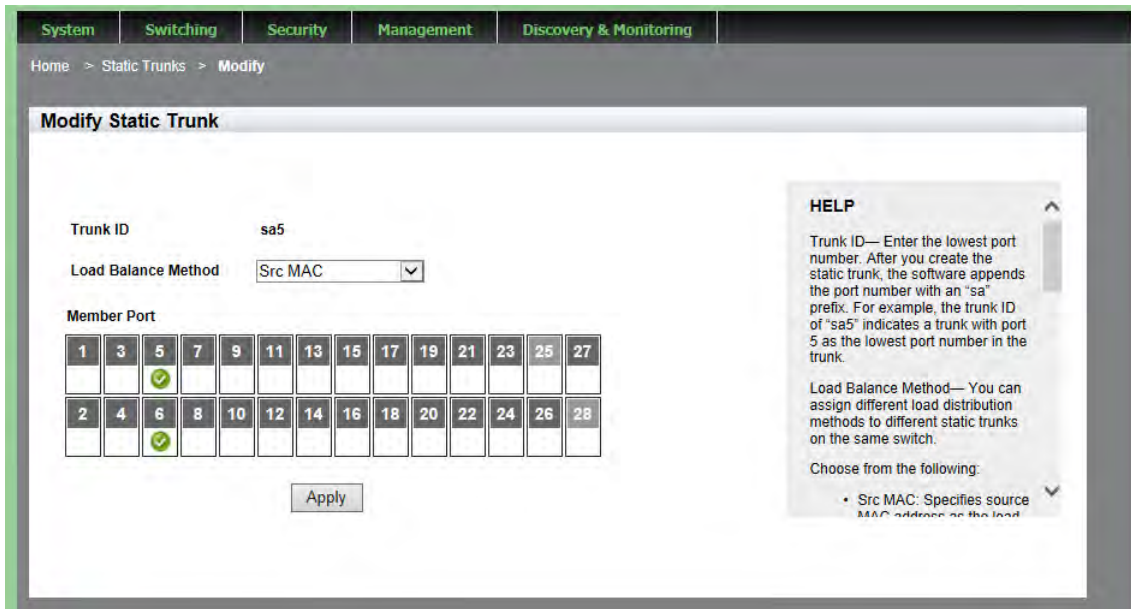 System Switching Security Management Discovery & Monitoring
Home > Static Trunks > Modify
Modify Static Trunk
Trunk ID sa5
Load Balance Method Src MAC
Member Port
1 3 5 7 9 11 13 15 17 19 21 23 25 27
2 4 6 8 10 12 14 16 18 20 22 24 26 28
Apply
HELP
Trunk ID— Enter the lowest port
number. After you create the
static trunk, the software appends
the port number with an “sa”
prefix. For example, the trunk ID
of “sa5” indicates a trunk with port
5 as the lowest port number in the
trunk.
Load Balance Method— You can
assign different load distribution
methods to different static trunks
on the same switch.
Choose from the following:
• Src MAC: Specifies source
MAC address as the load